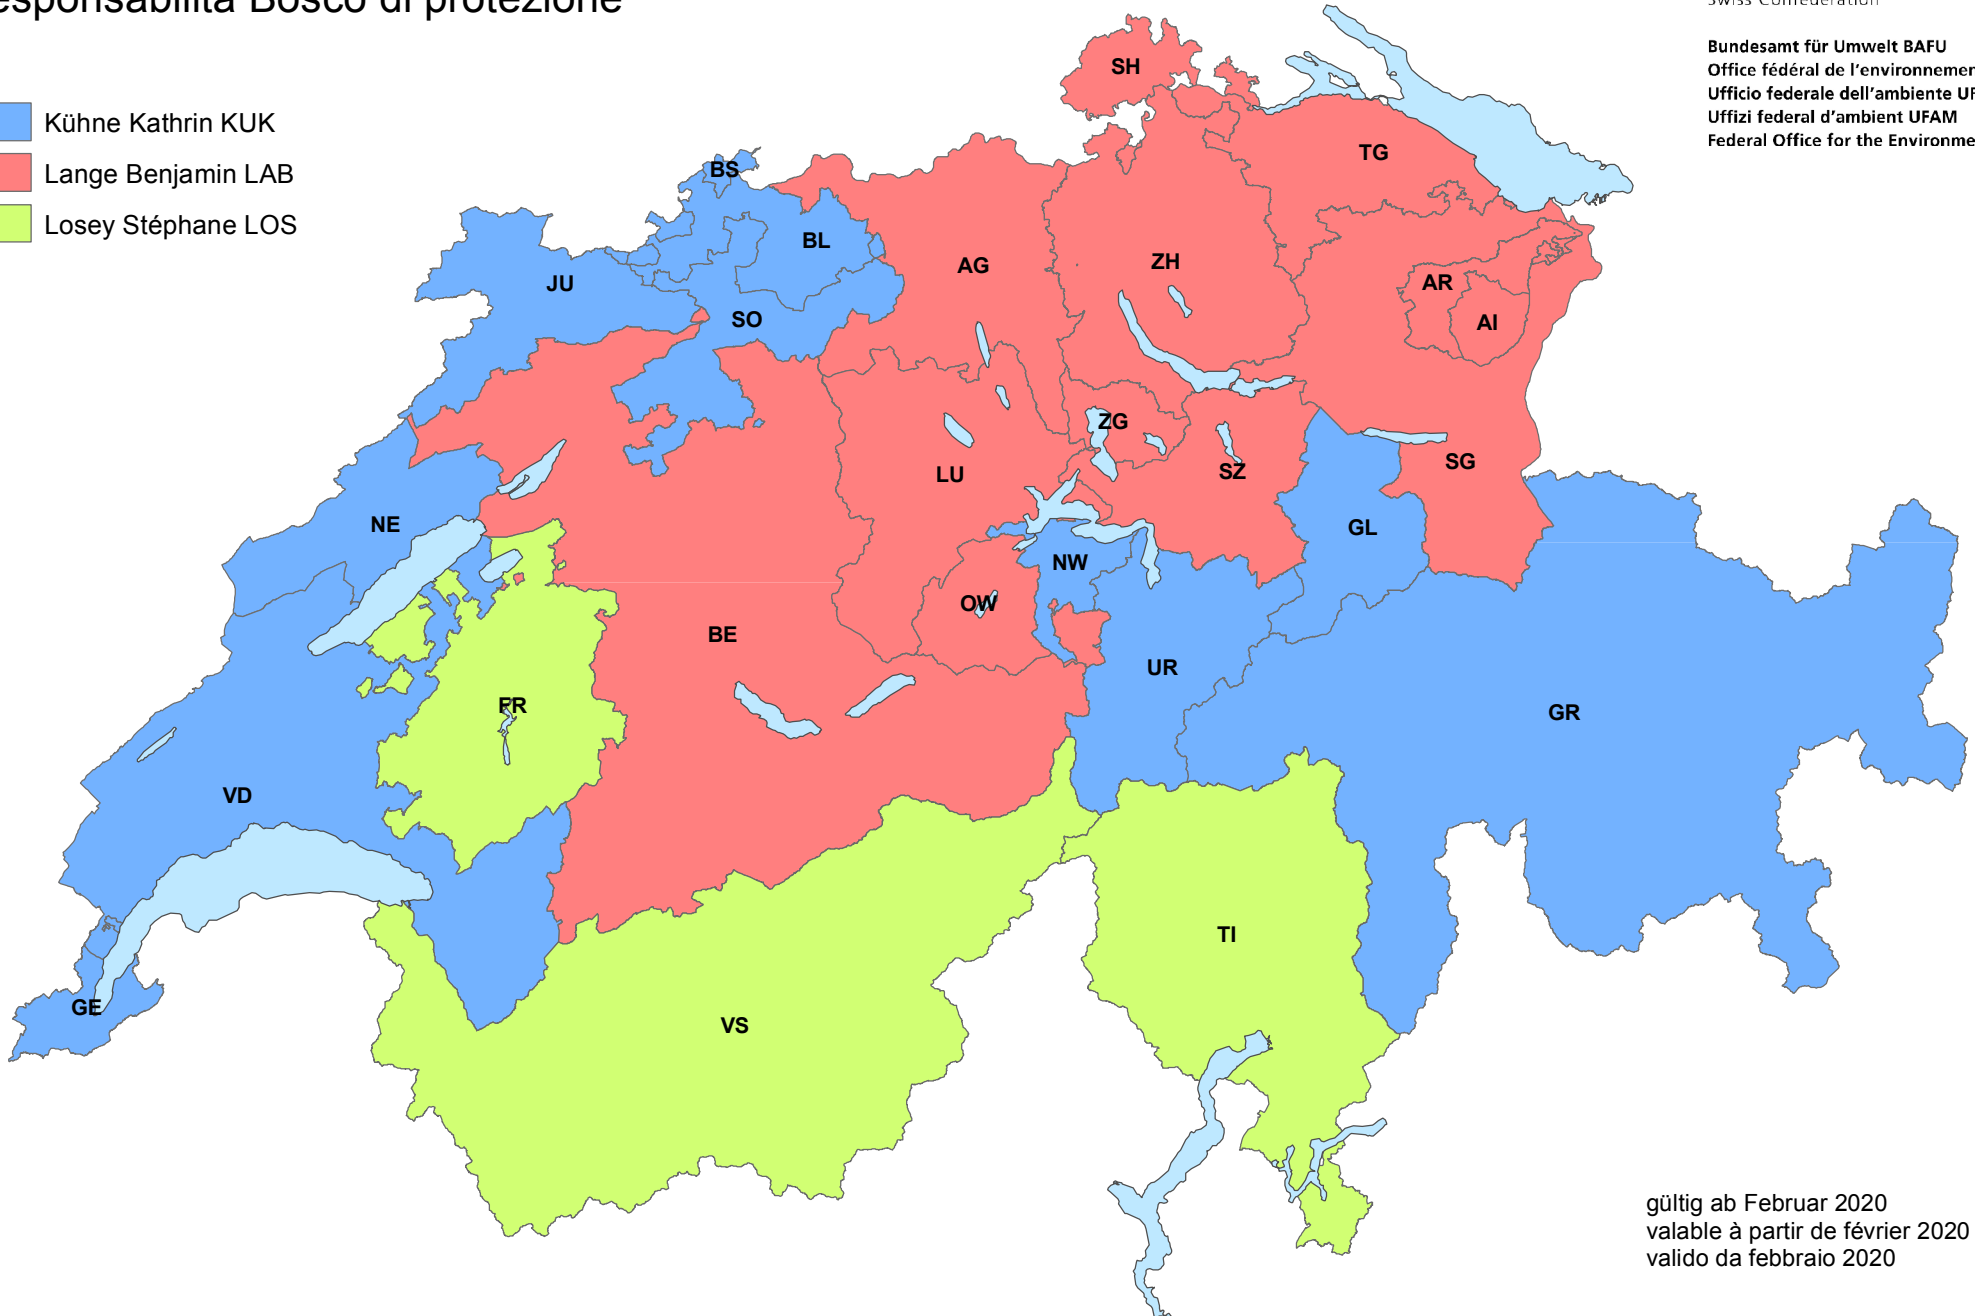 esponsabilità Bosco di protezione
Swiss Confederation
Bundesamt für Umwelt BAFU
Office fédéral de l'environnemen
Ufficio federale dell'ambiente UF
Uffizi federal d'ambient UFAM
Federal Office for the Environme
Kühne Kathrin KUK
Lange Benjamin LAB
Losey Stéphane LOS
SH
BS
TG
BL
AG
ZH
JU
AR
SO
AI
ZG
LU
SZ
SG
NE
GL
NW
OW
BE
UR
FR
GR
VD
TI
GE
VS
gültig ab Februar 2020
valable à partir de février 2020
valido da febbraio 2020